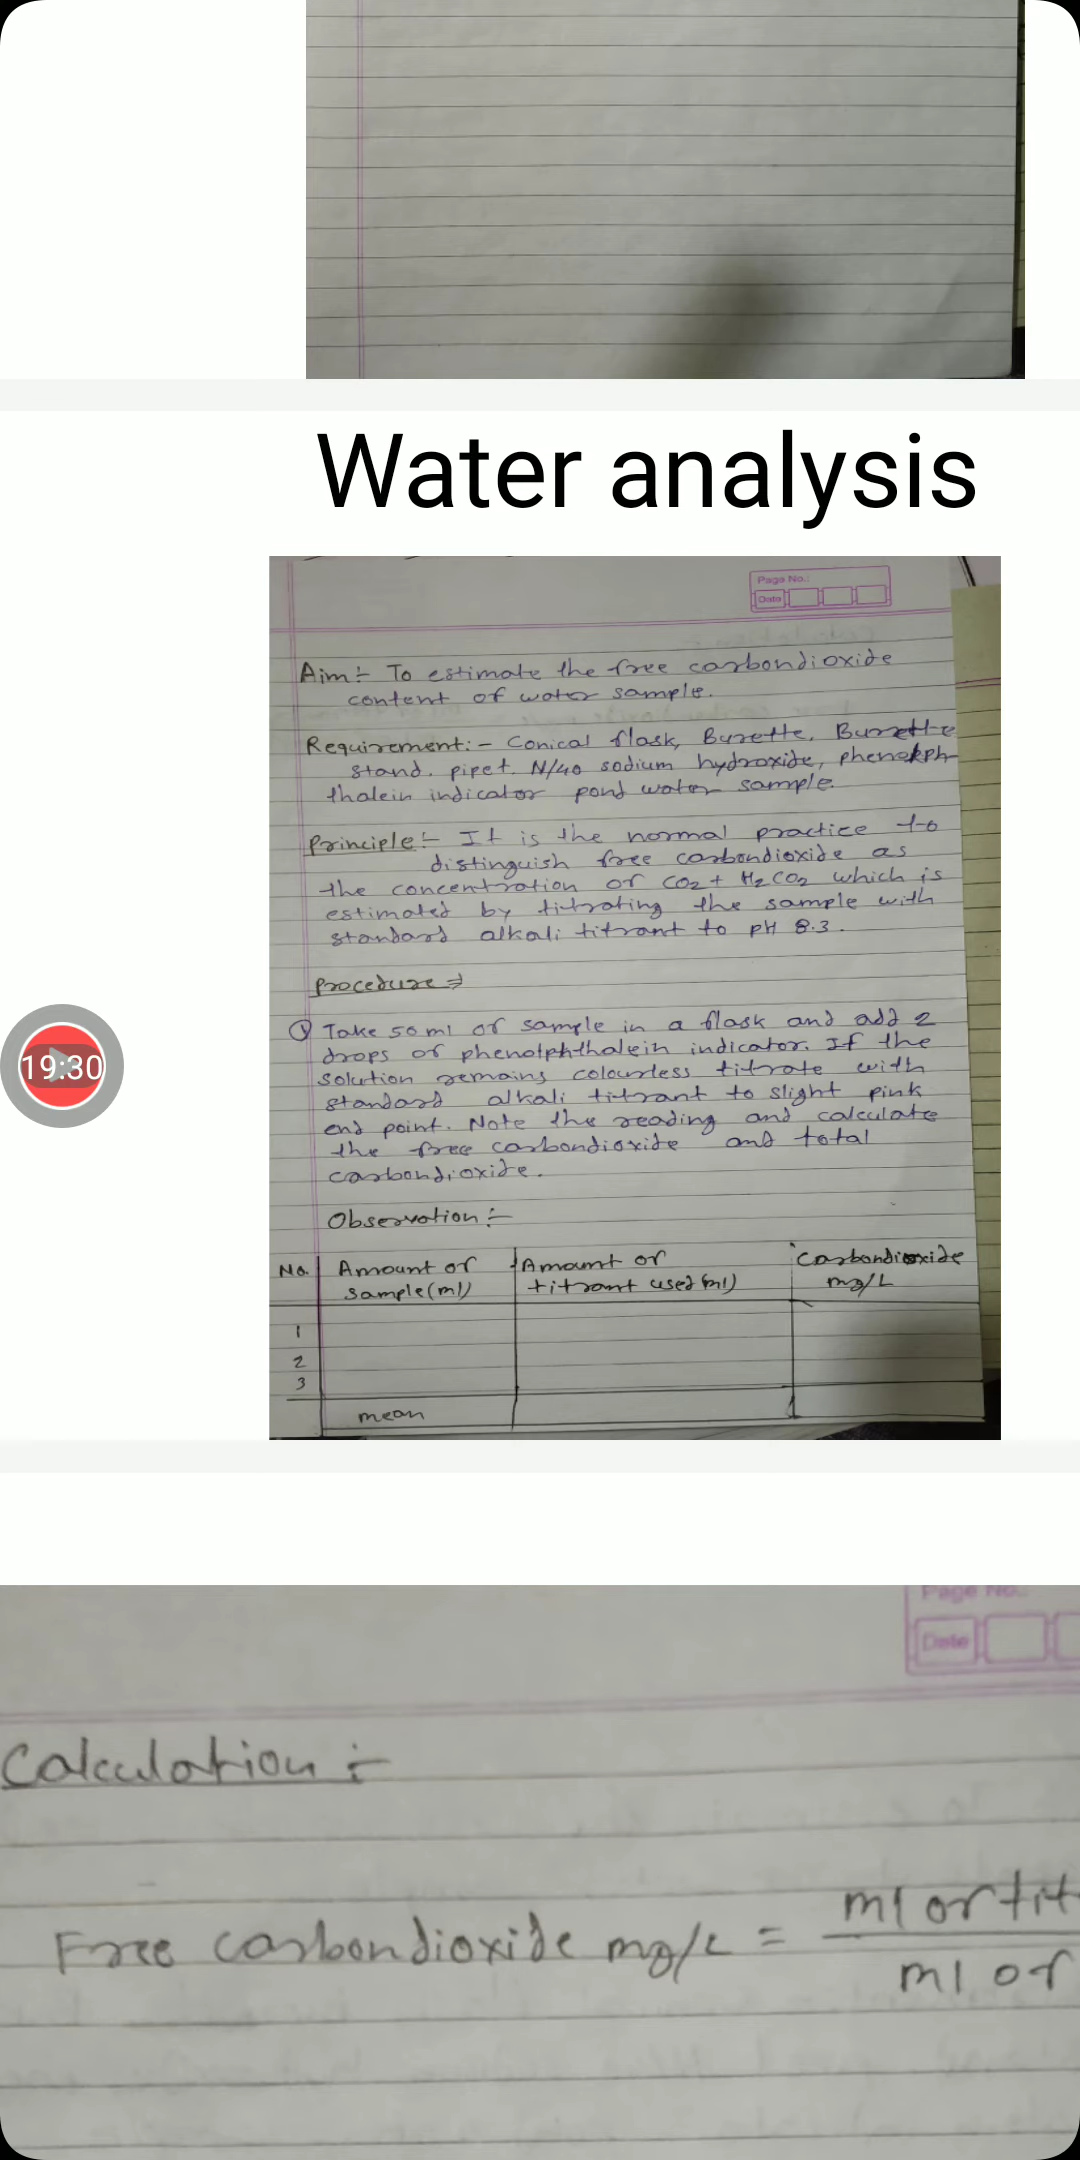 Water analysis
Page No.:
Date
Aim:- To estimate the free carbondioxide
content of water sample.
Requirement:- Conical flask, Burette, Burrette
stand. pipet. N/40 sodium hydroxide, phenolph
thalein indicator pond water sample.
Principle:- It is the normal practice to
distinguish free carbondioxide as
the concentration of CO2 + H2CO2 which is
estimated by titrating the sample with
standard alkali titrant to pH 8.3.
Procedure ⇒
① Take 50 ml of sample in a flask and add 2
drops of phenolphthalein indicator. If the
solution remains colourless titrate with
standard alkali titrant to slight pink
end point. Note the reading and calculate
the free carbondioxide and total
carbondioxide.
Observation:-
No. Amount of Amount of Carbondioxide
sample(ml) titrant used (ml) mg/L
1
2
3
mean
19:30
Page No.
Date
Calculation:-
Free carbondioxide mg/L = ml of tit
ml of